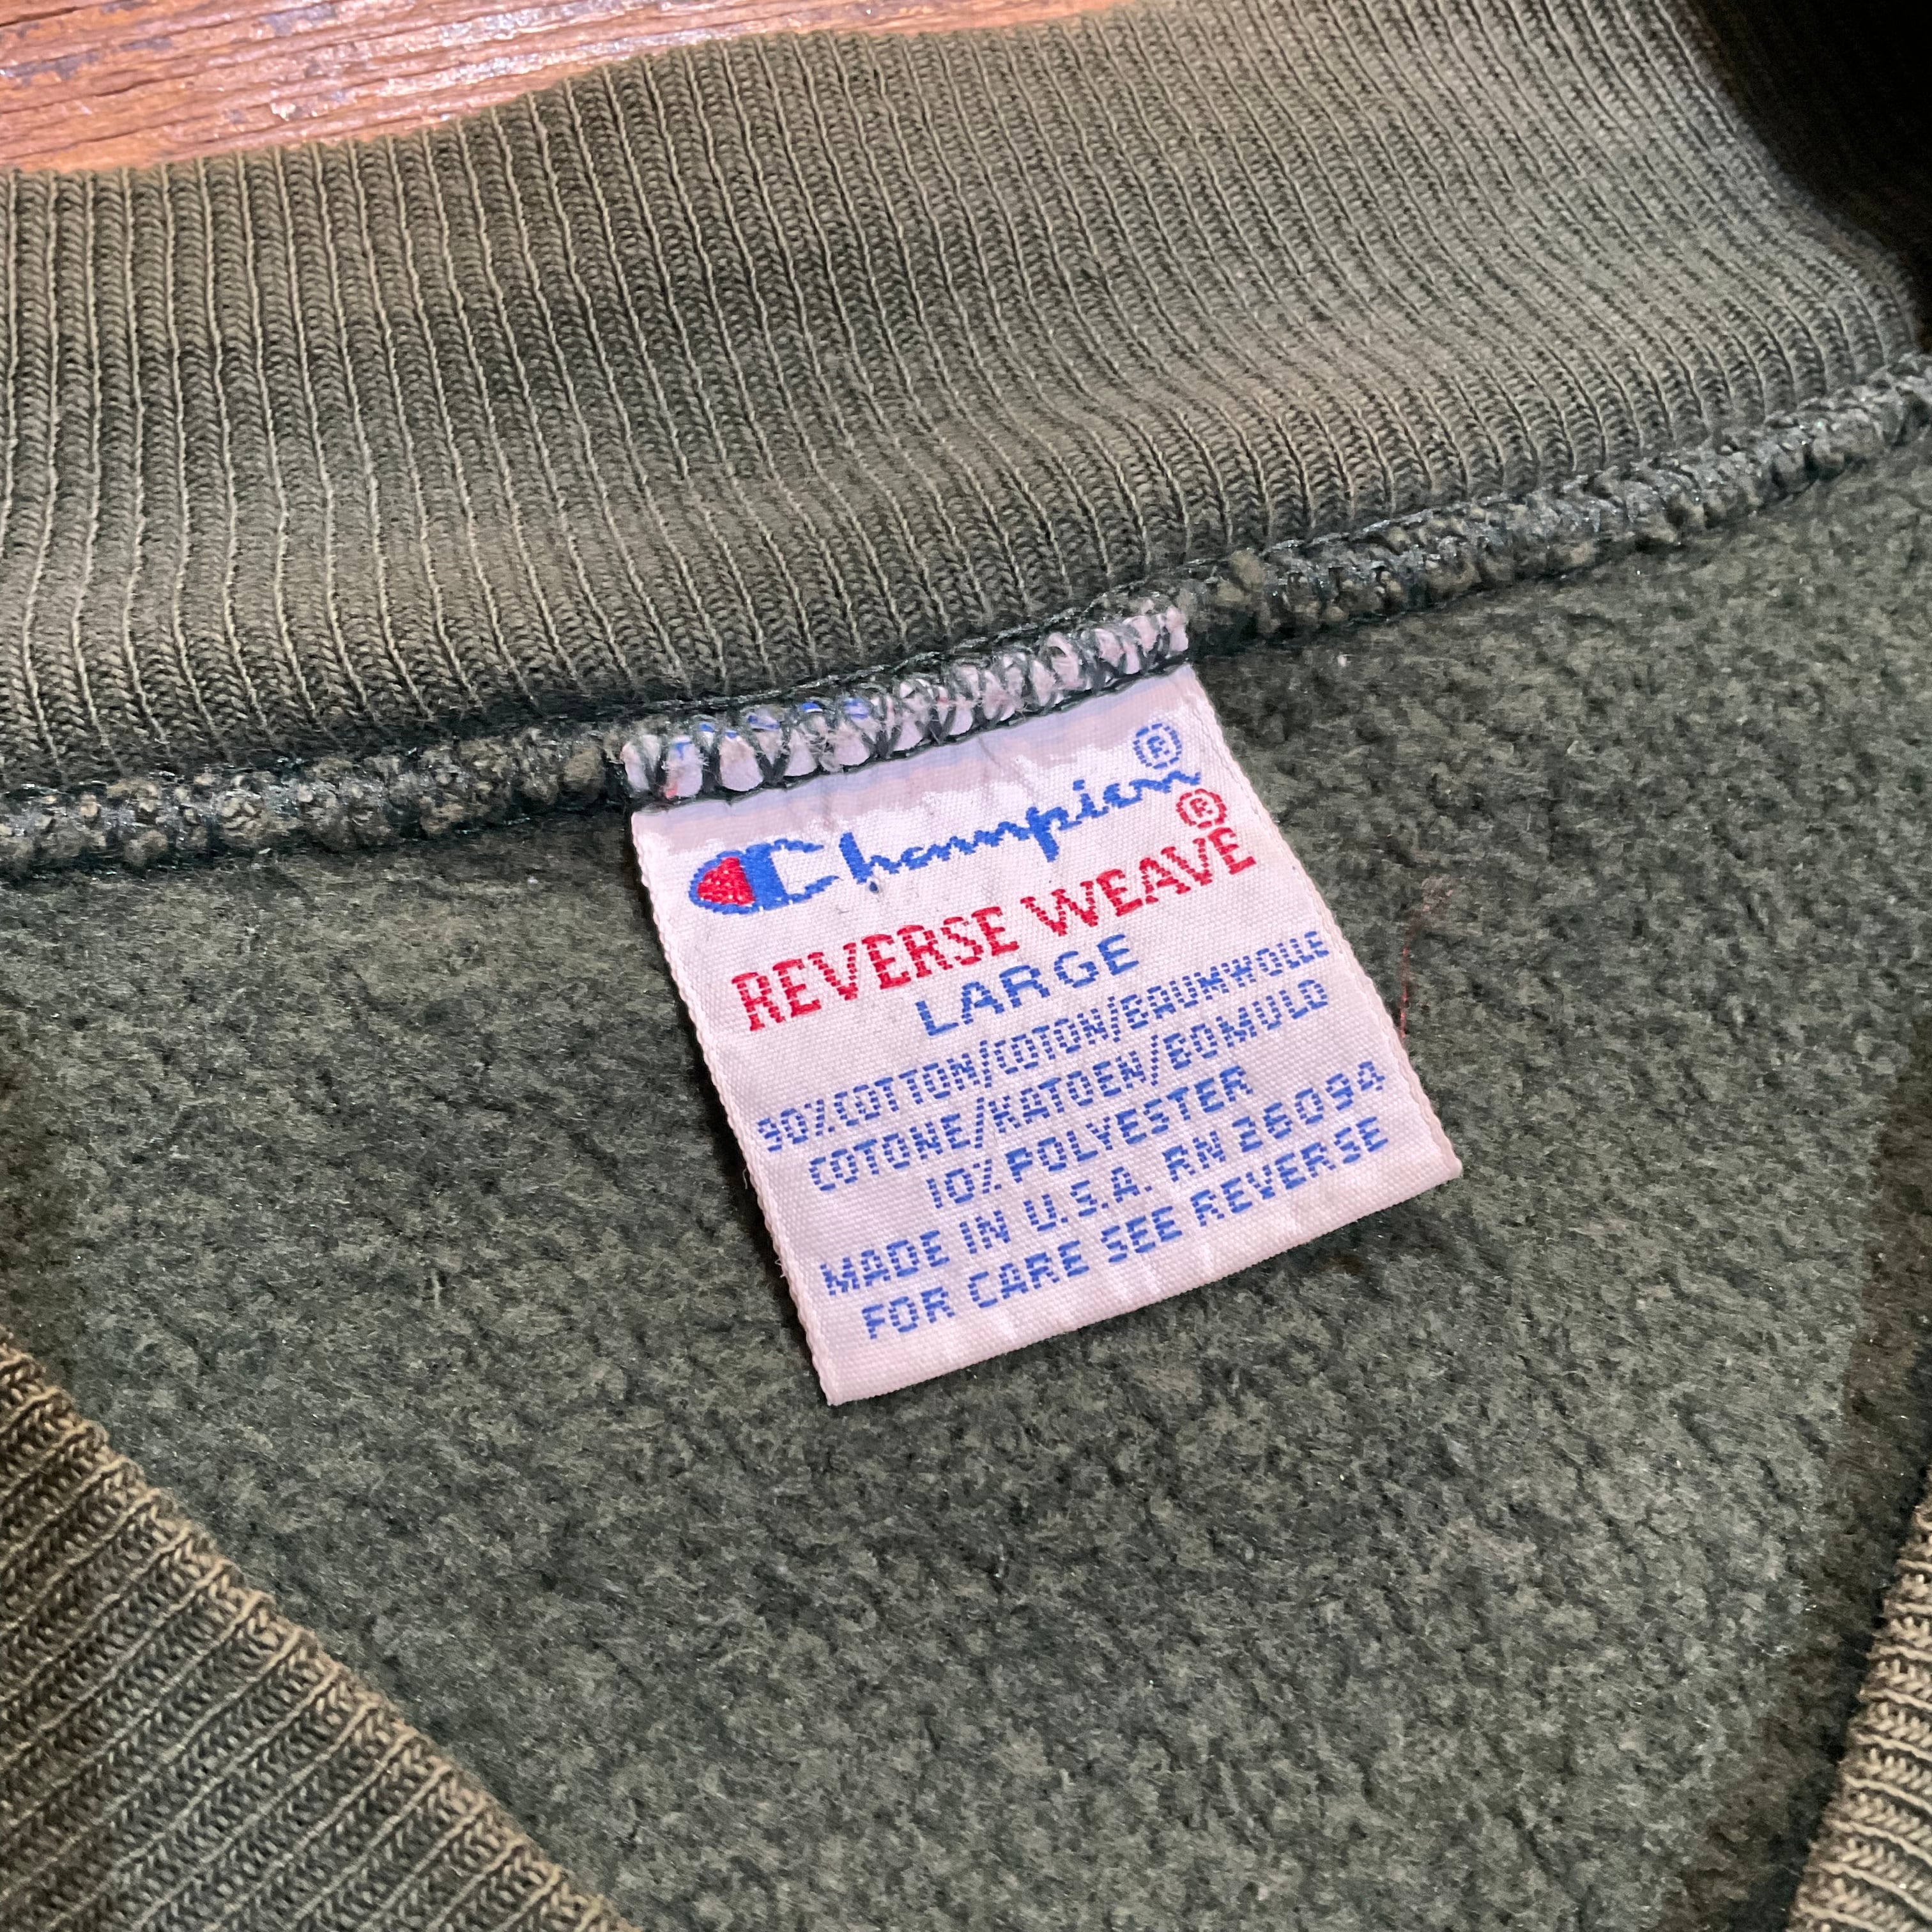 Champion®
REVERSE WEAVE®
LARGE
90% COTTON/COTON/BAUMWOLLE
COTONE/KATOEN/BOMULD
10% POLYESTER
MADE IN U.S.A. RN 26094
FOR CARE SEE REVERSE